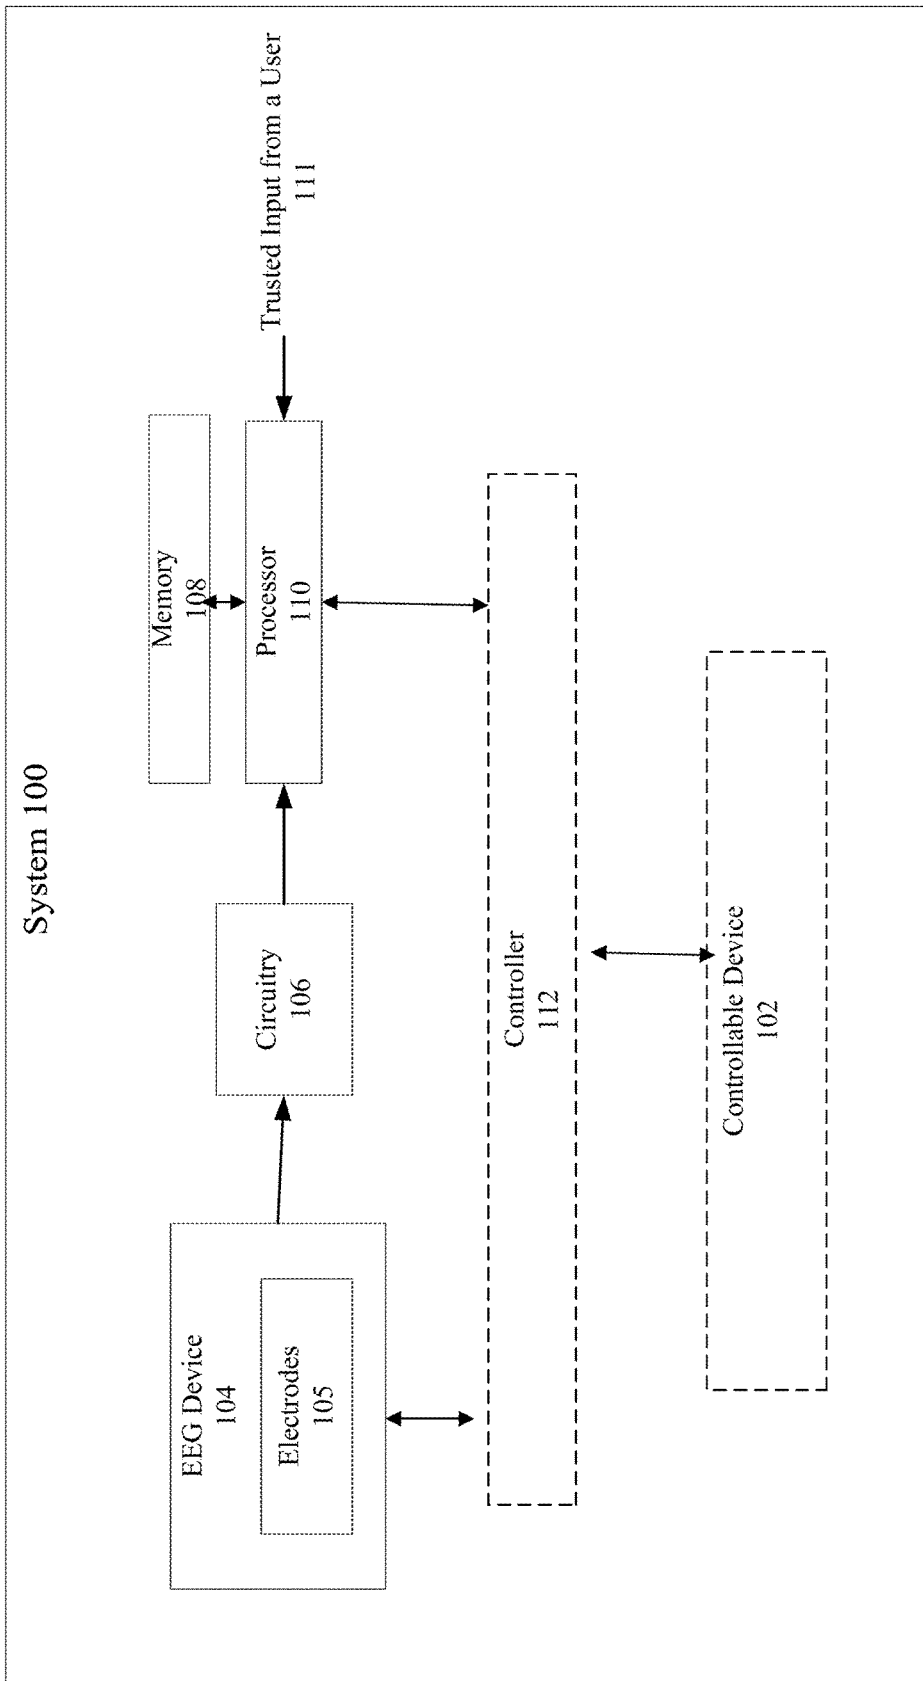 System 100
EEG Device
104
Electrodes
105
Circuitry
106
Memory
108
Processor
110
Trusted Input from a User
111
Controller
112
Controllable Device
102